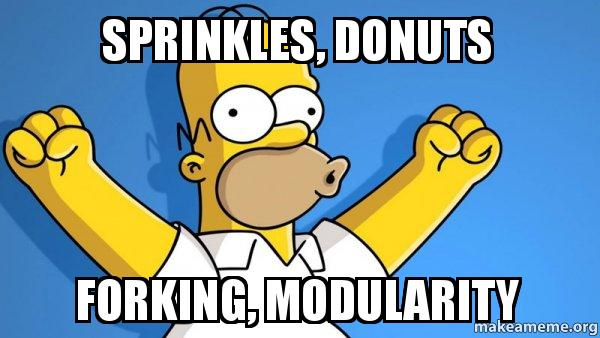 SPRINKLES, DONUTS
FORKING, MODULARITY
makeameme.org